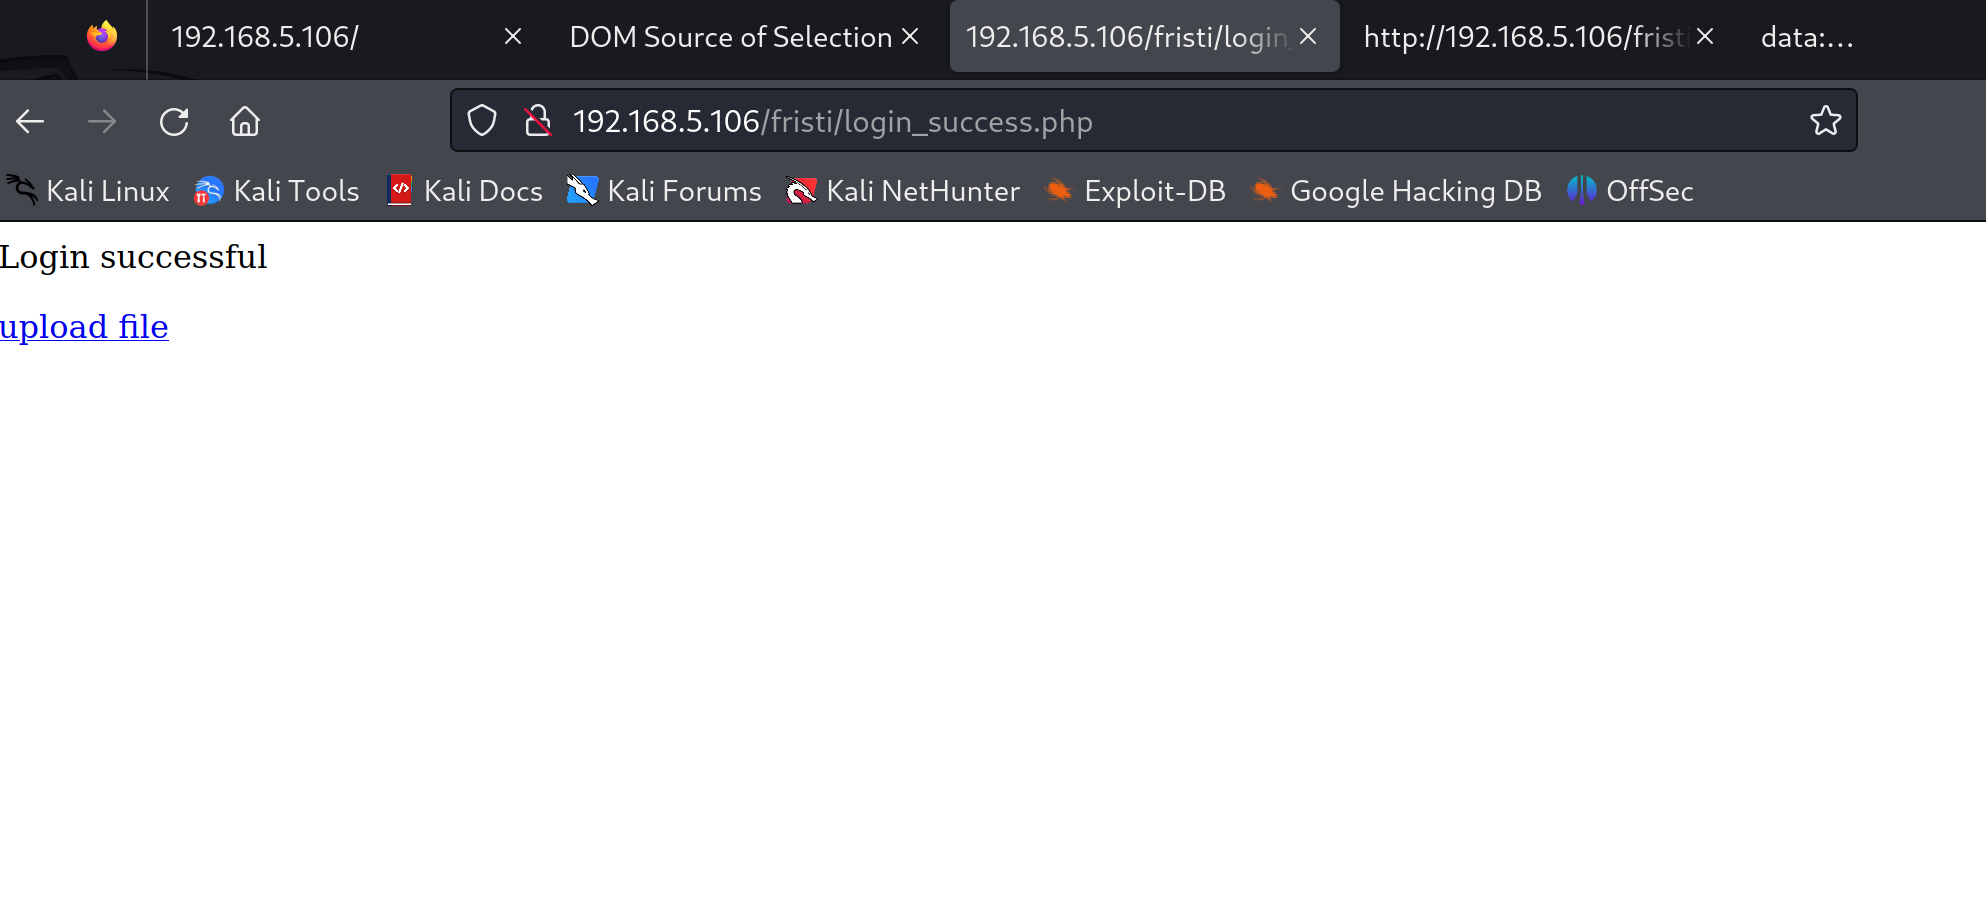 192.168.5.106/
DOM Source of Selection
192.168.5.106/fristi/login_
http://192.168.5.106/fristi
data:...
192.168.5.106/fristi/login_success.php
Kali Linux Kali Tools Kali Docs Kali Forums Kali NetHunter Exploit-DB Google Hacking DB OffSec
Login successful
upload file